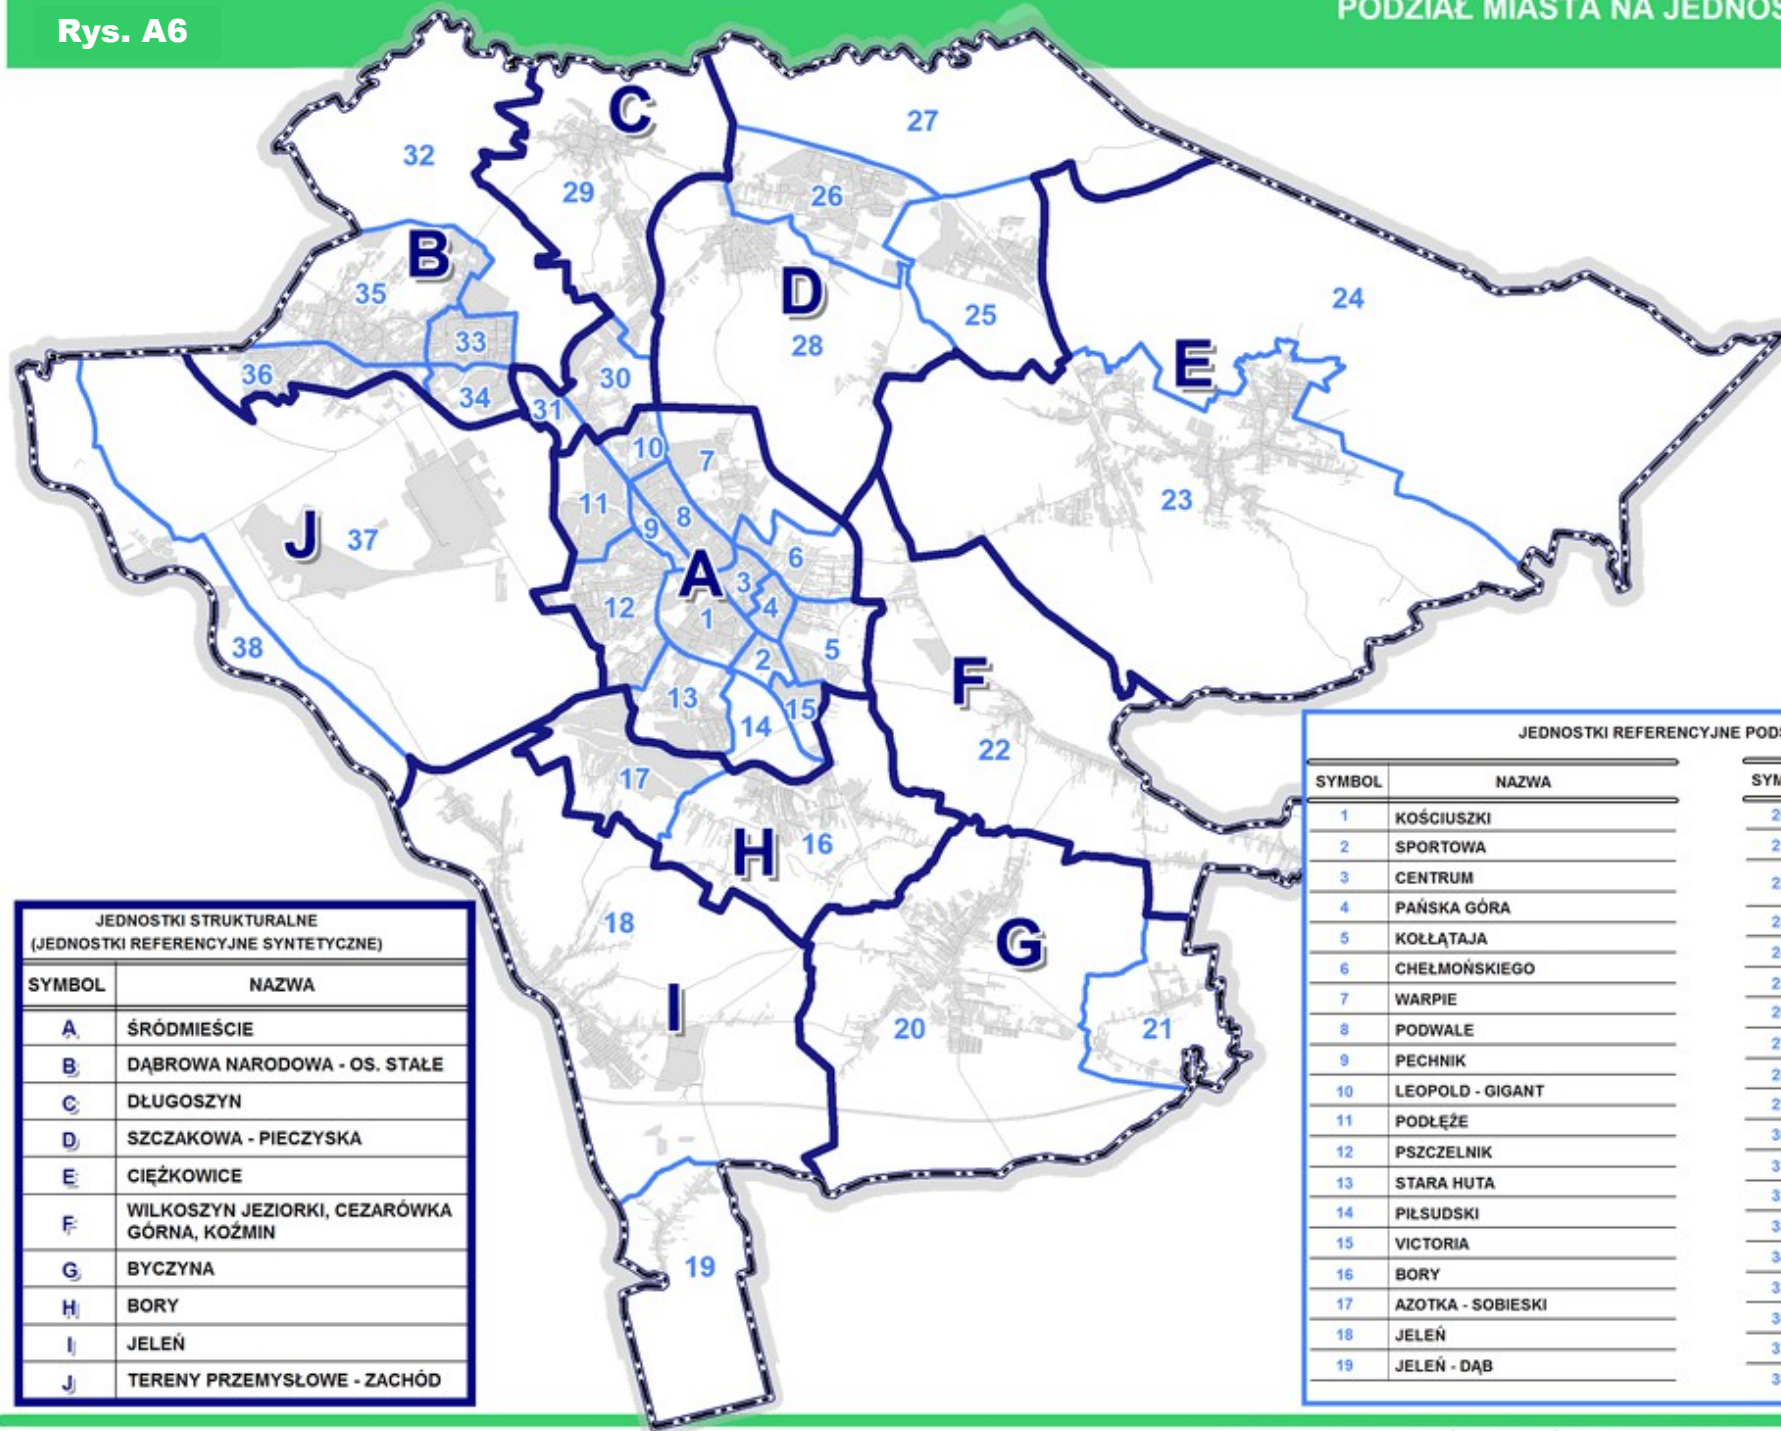 Rys. A6
PODZIAŁ MIASTA NA
C
27
32
29
26
B
D
35
25
24
28
33
E
36
34
30
31
10
7
11
8
9
23
J
37
6
A
3
4
12
1
38
2
5
F
13
15
14
22
17
H
16
18
G
I
20
21
19
JEDNOSTKI STRUKTURALNE
(JEDNOSTKI REFERENCYJNE SYNTETYCZNE)
SYMBOL NAZWA
A ŚRÓDMIEŚCIE
B DĄBROWA NARODOWA - OS. STAŁE
C DŁUGOSZYN
D SZCZAKOWA - PIECZYSKA
E CIĘŻKOWICE
F WILKOSZYN JEZIORKI, CEZARÓWKA
GÓRNA, KOŹMIN
G BYCZYNA
H BORY
I JELEŃ
J TERENY PRZEMYSŁOWE - ZACHÓD
JEDNOSTKI REFERENCYJNE
SYMBOL NAZWA
1 KOŚCIUSZKI
2 SPORTOWA
3 CENTRUM
4 PAŃSKA GÓRA
5 KOŁŁĄTAJA
6 CHEŁMOŃSKIEGO
7 WARPIE
8 PODWALE
9 PECHNIK
10 LEOPOLD - GIGANT
11 PODŁĘŻE
12 PSZCZELNIK
13 STARA HUTA
14 PIŁSUDSKI
15 VICTORIA
16 BORY
17 AZOTKA - SOBIESKI
18 JELEŃ
19 JELEŃ - DĄB